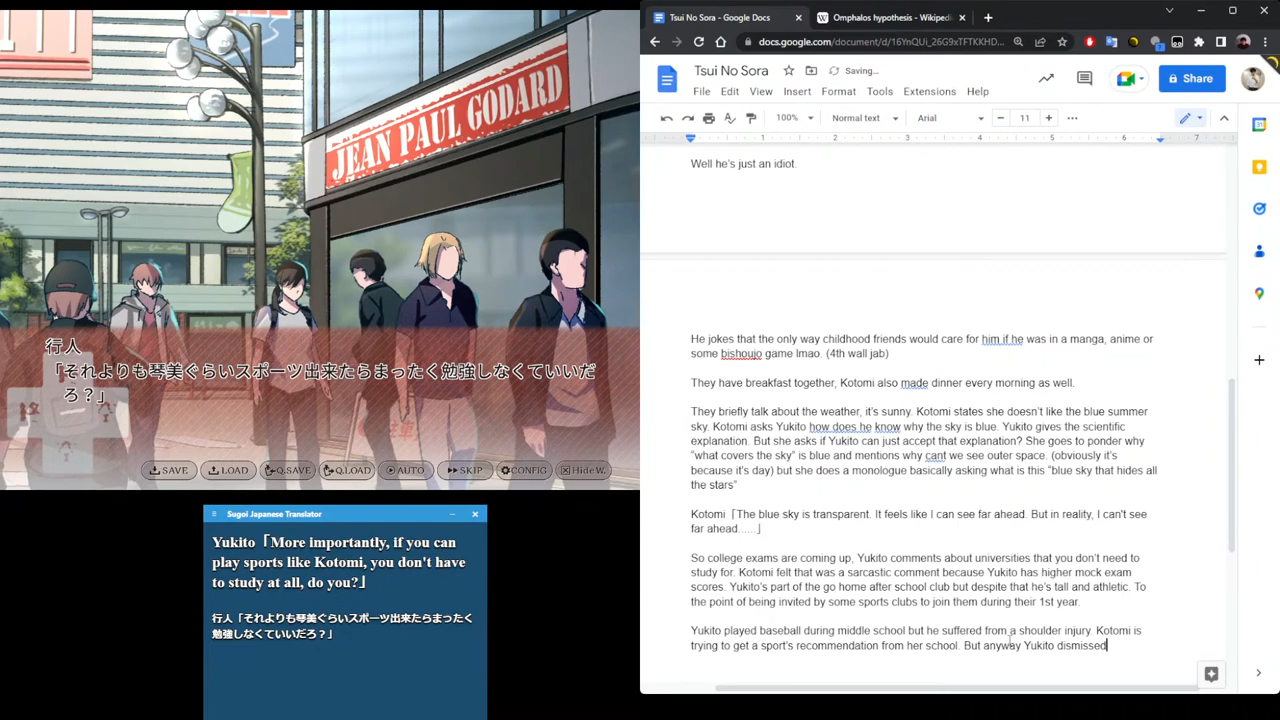 JEAN PAUL GODARD
行人
「それよりも琴美ぐらいスポーツ出来たらまったく勉強しなくていいだ
ろ？」
SAVE
LOAD
Q.SAVE
Q.LOAD
AUTO
SKIP
CONFIG
Hide W.
Sugoi Japanese Translator
Yukito「More importantly, if you can
play sports like Kotomi, you don't have
to study at all, do you?」
行人「それよりも琴美ぐらいスポーツ出来たらまったく
勉強しなくていいだろ？」
Tsui No Sora - Google Docs
Omphalos hypothesis - Wikipedi
docs.google.com/document/d/16YnQUi_26G9xTFTKKHD...
Tsui No Sora
Saving…
Share
File Edit View Insert Format Tools Extensions Help
100% Normal text Arial 11
1 2 3 4 5 6 7
Well he's just an idiot.
He jokes that the only way childhood friends would care for him if he was in a manga, anime or
some bishoujo game lmao. (4th wall jab)
They have breakfast together, Kotomi also made dinner every morning as well.
They briefly talk about the weather, it's sunny. Kotomi states she doesn't like the blue summer
sky. Kotomi asks Yukito how does he know why the sky is blue. Yukito gives the scientific
explanation. But she asks if Yukito can just accept that explanation? She goes to ponder why
"what covers the sky" is blue and mentions why cant we see outer space. (obviously it's
because it's day) but she does a monologue basically asking what is this "blue sky that hides all
the stars"
Kotomi「The blue sky is transparent. It feels like I can see far ahead. But in reality, I can't see
far ahead......」
So college exams are coming up, Yukito comments about universities that you don't need to
study for. Kotomi felt that was a sarcastic comment because Yukito has higher mock exam
scores. Yukito's part of the go home after school club but despite that he's tall and athletic. To
the point of being invited by some sports clubs to join them during their 1st year.
Yukito played baseball during middle school but he suffered from a shoulder injury. Kotomi is
trying to get a sport's recommendation from her school. But anyway Yukito dismissed